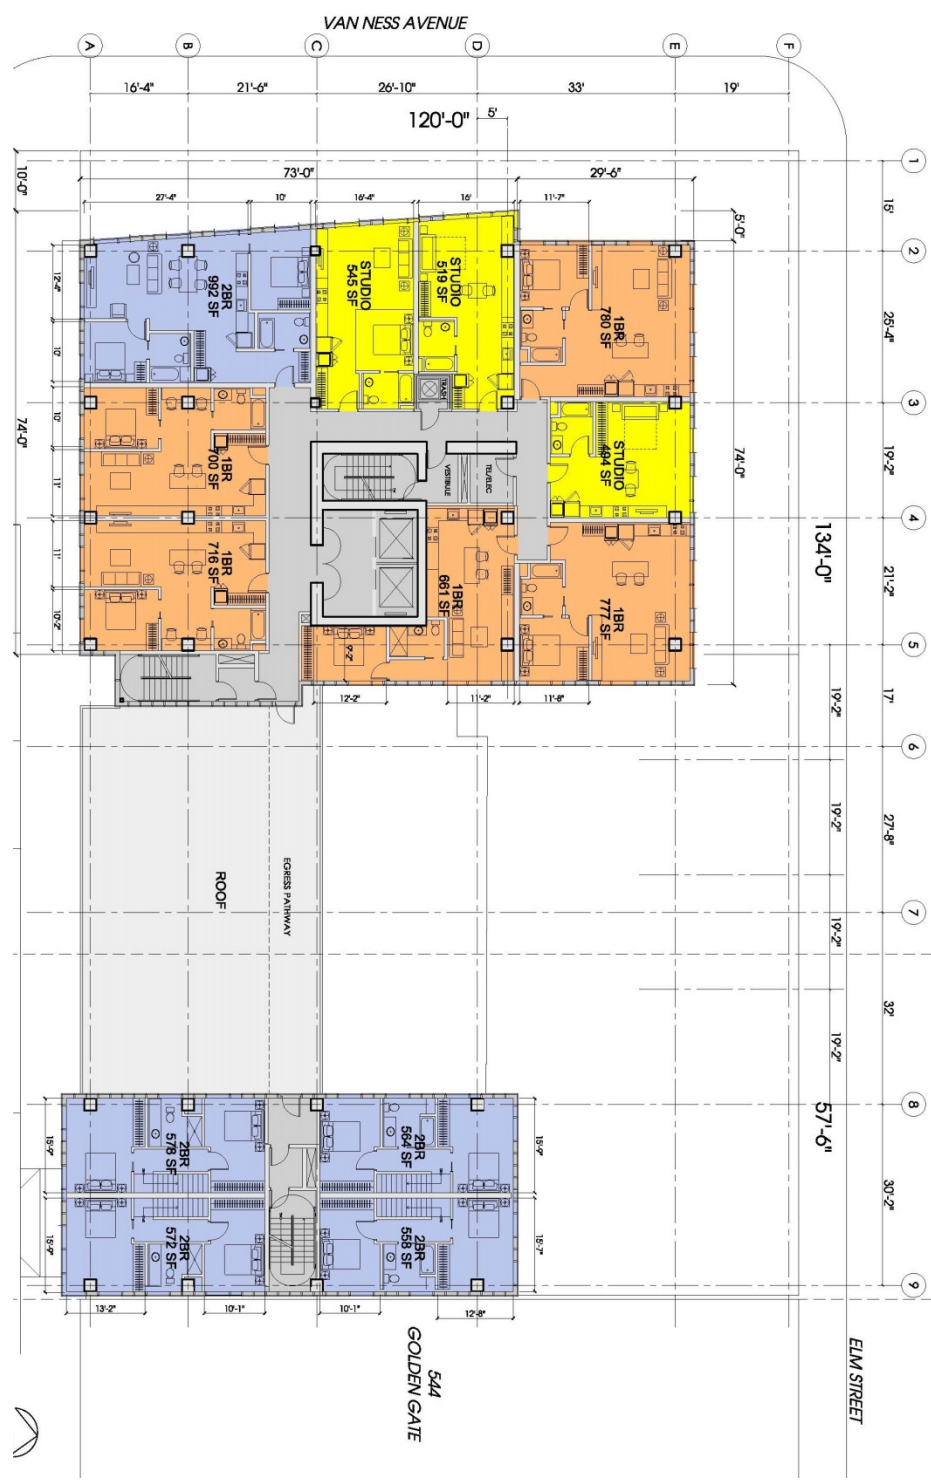 VAN NESS AVENUE
A
B
C
D
E
F
16'-4"
21'-6"
26'-10"
33'
19'
120'-0"
5'
1
10'-0"
73'-0"
29'-6"
15'
27'-4"
10'
16'-4"
16'
11'-7"
5'-0"
2
12'-4"
2BR
992 SF
STUDIO
545 SF
STUDIO
519 SF
1BR
780 SF
25'-4"
10'
TRASH
3
10'
74'-0"
1BR
700 SF
11'
VESTIBULE
TEL/ELEC
STUDIO
494 SF
74'-0"
19'-2"
4
134'-0"
11'
1BR
716 SF
10'-2"
1BR
661 SF
1BR
777 SF
21'-2"
5
9'-2"
12'-2"
11'-2"
11'-8"
19'-2"
17'
6
19'-2"
27'-8"
EGRESS PATHWAY
ROOF
7
19'-2"
32'
19'-2"
8
57'-6"
15'-9"
2BR
578 SF
2BR
564 SF
15'-9"
30'-2"
15'-9"
2BR
572 SF
2BR
558 SF
15'-7"
9
13'-2"
10'-1"
10'-1"
12'-8"
544
GOLDEN GATE
ELM STREET